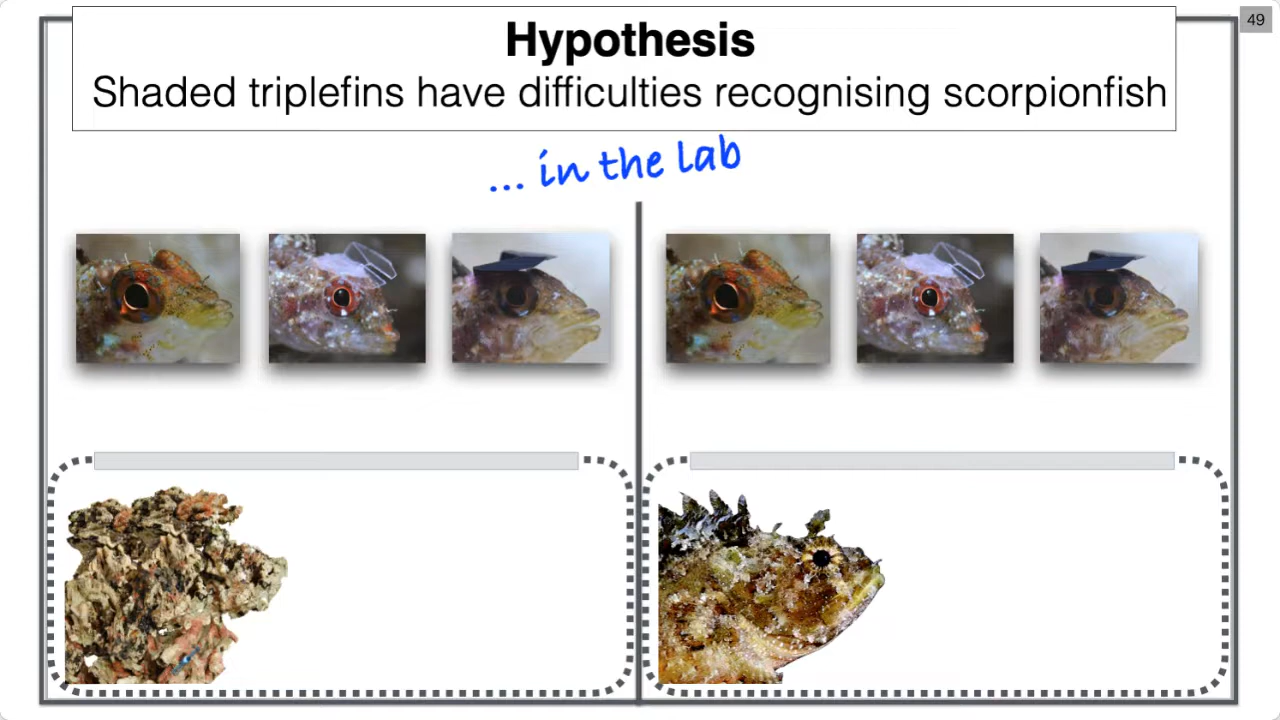 49
Hypothesis
Shaded triplefins have difficulties recognising scorpionfish
... in the lab